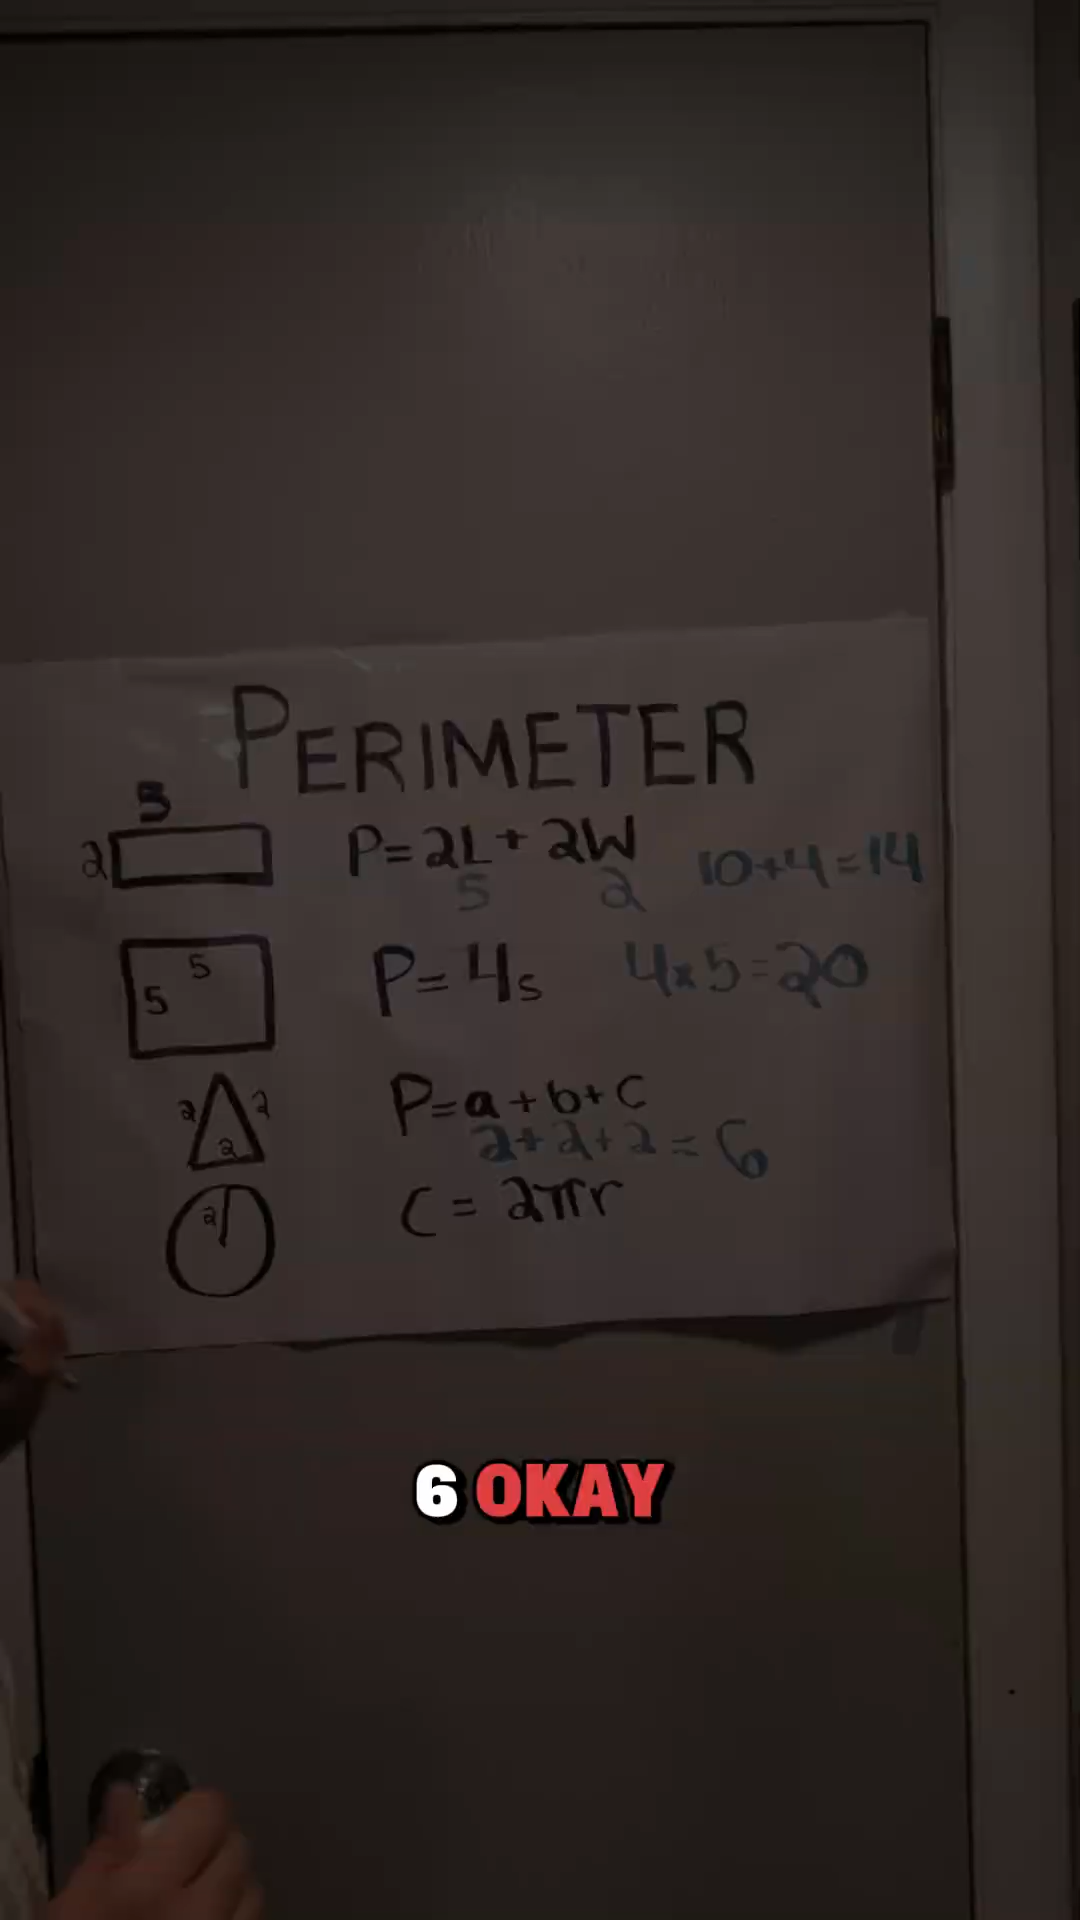 PERIMETER
5
2
P=2L+2W
5 2
10+4=14
5
5
P=4s
4x5=20
2 2
2
P=a+b+c
2+2+2=6
2
C=2πr
6 OKAY